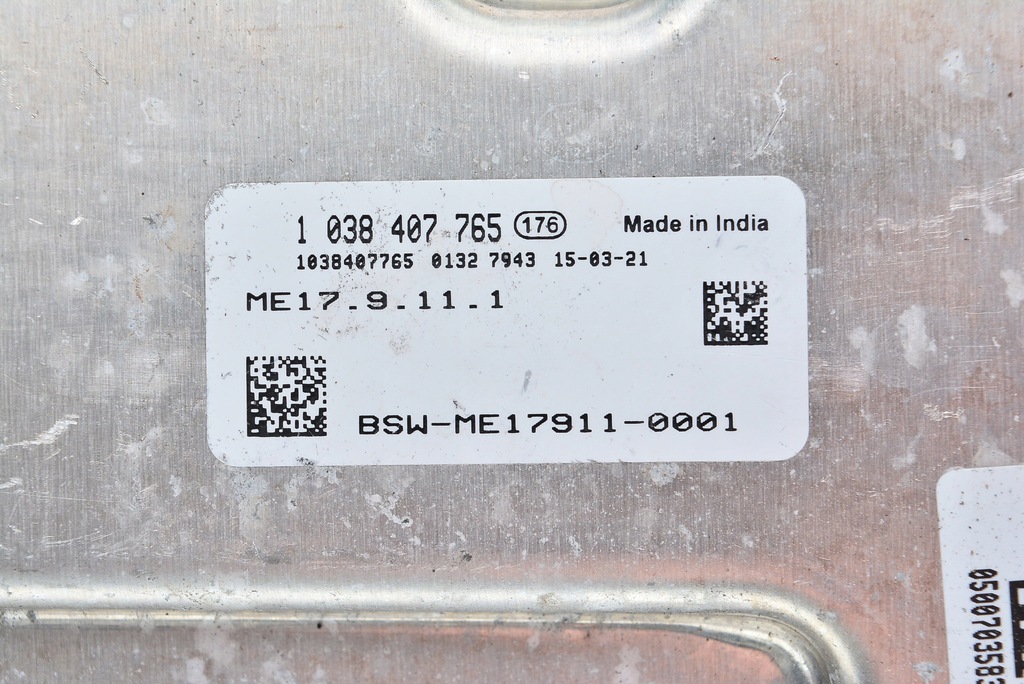 1 038 407 765 176 Made in India
1038407765 0132 7943 15-03-21
ME17.9.11.1
BSW-ME17911-0001